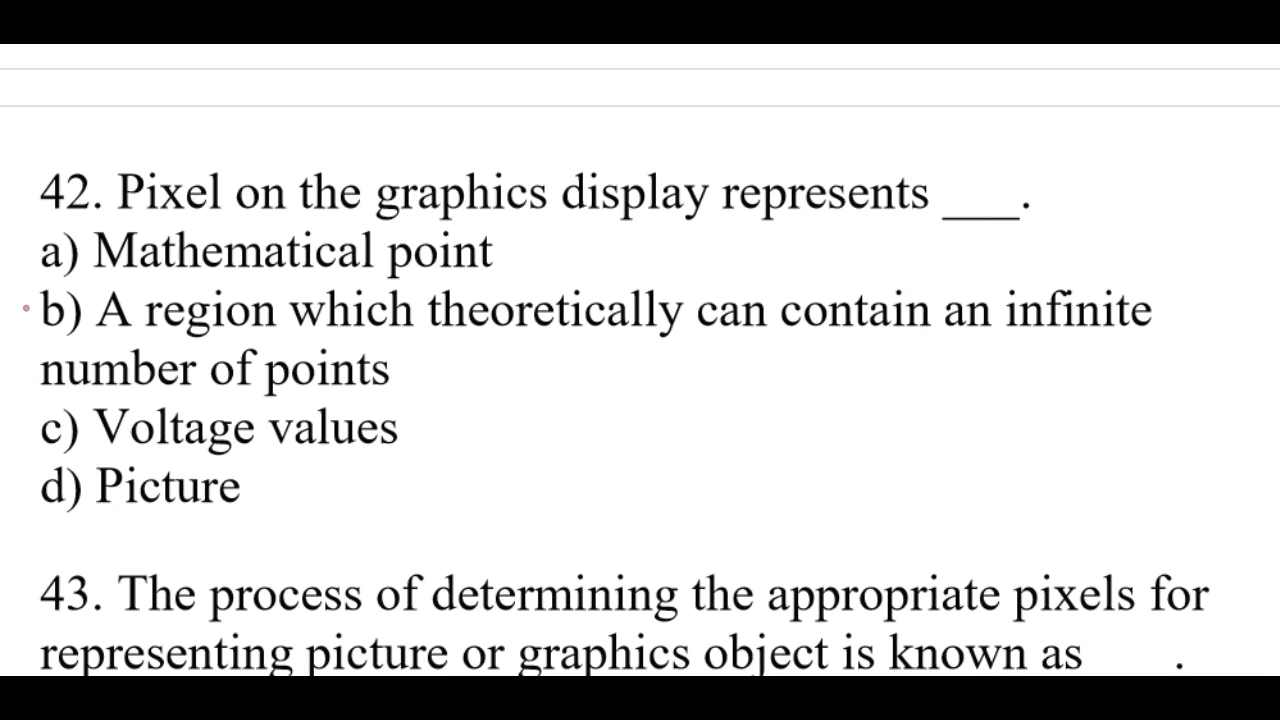 42. Pixel on the graphics display represents ___.
a) Mathematical point
b) A region which theoretically can contain an infinite
number of points
c) Voltage values
d) Picture
43. The process of determining the appropriate pixels for
representing picture or graphics object is known as .